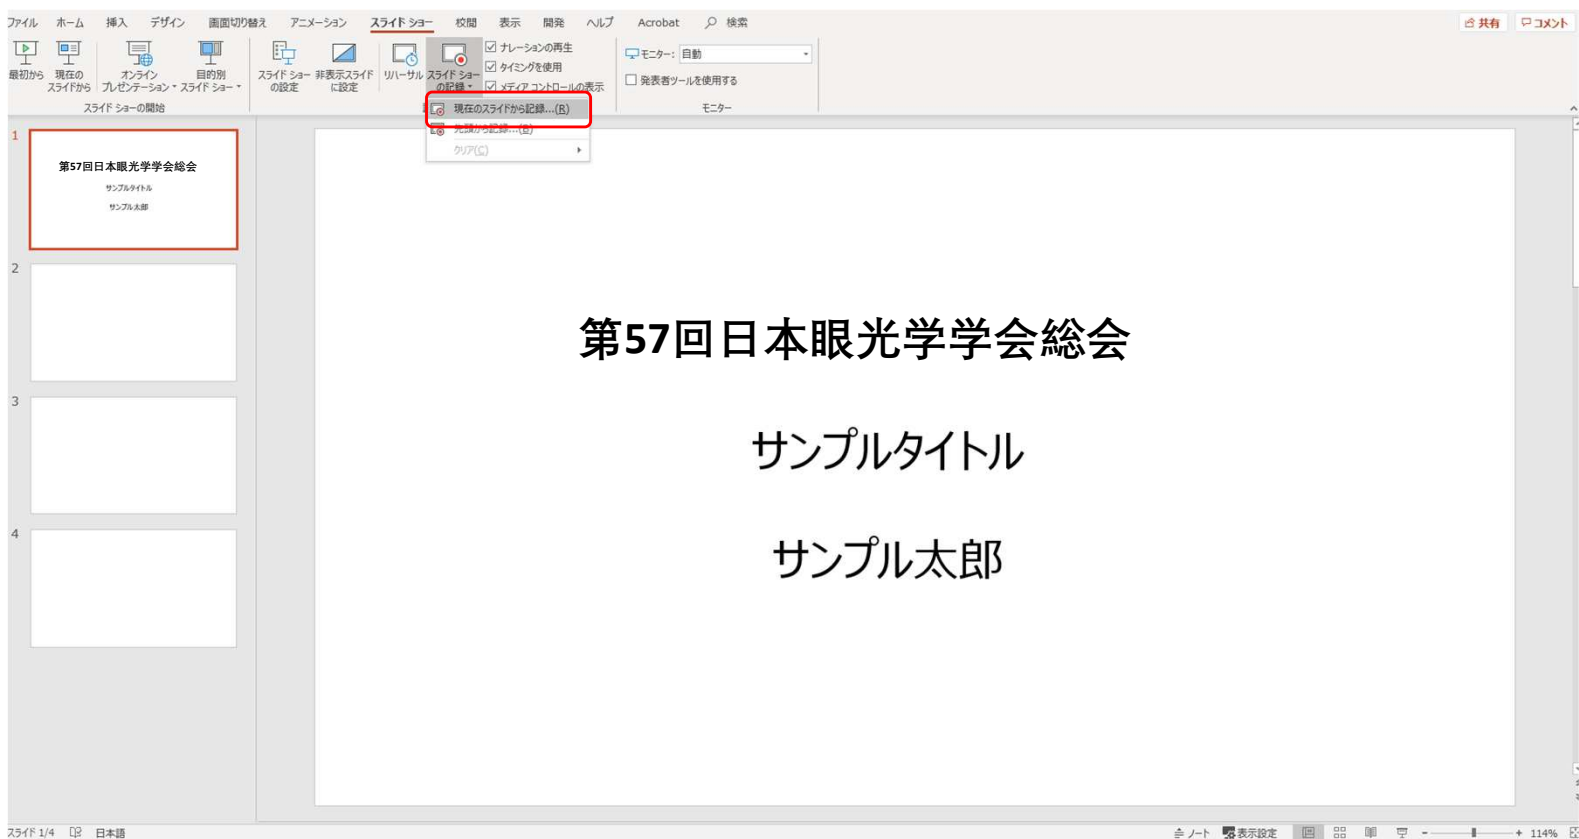 ファイル ホーム 挿入 デザイン 画面切り替え アニメーション スライド ショー 校閲 表示 開発 ヘルプ Acrobat 検索 共有 コメント
最初から 現在のスライドから オンライン プレゼンテーション 目的別 スライド ショー スライド ショーの設定 非表示スライドに設定 リハーサル スライド ショーの記録
ナレーションの再生
タイミングを使用
メディア コントロールの表示
モニター: 自動
発表者ツールを使用する
スライド ショーの開始
モニター
現在のスライドから記録...(R)
先頭から記録...(B)
クリア(C)
1
第57回日本眼光学学会総会
サンプルタイトル
サンプル太郎
2
3
4
第57回日本眼光学学会総会
サンプルタイトル
サンプル太郎
スライド 1/4 日本語 ノート 表示設定 114%